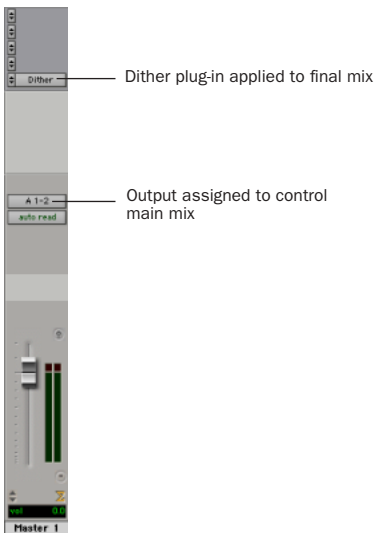 Dither
Dither plug-in applied to final mix
A 1-2
Output assigned to control
main mix
auto read
vol 0.0
Master 1